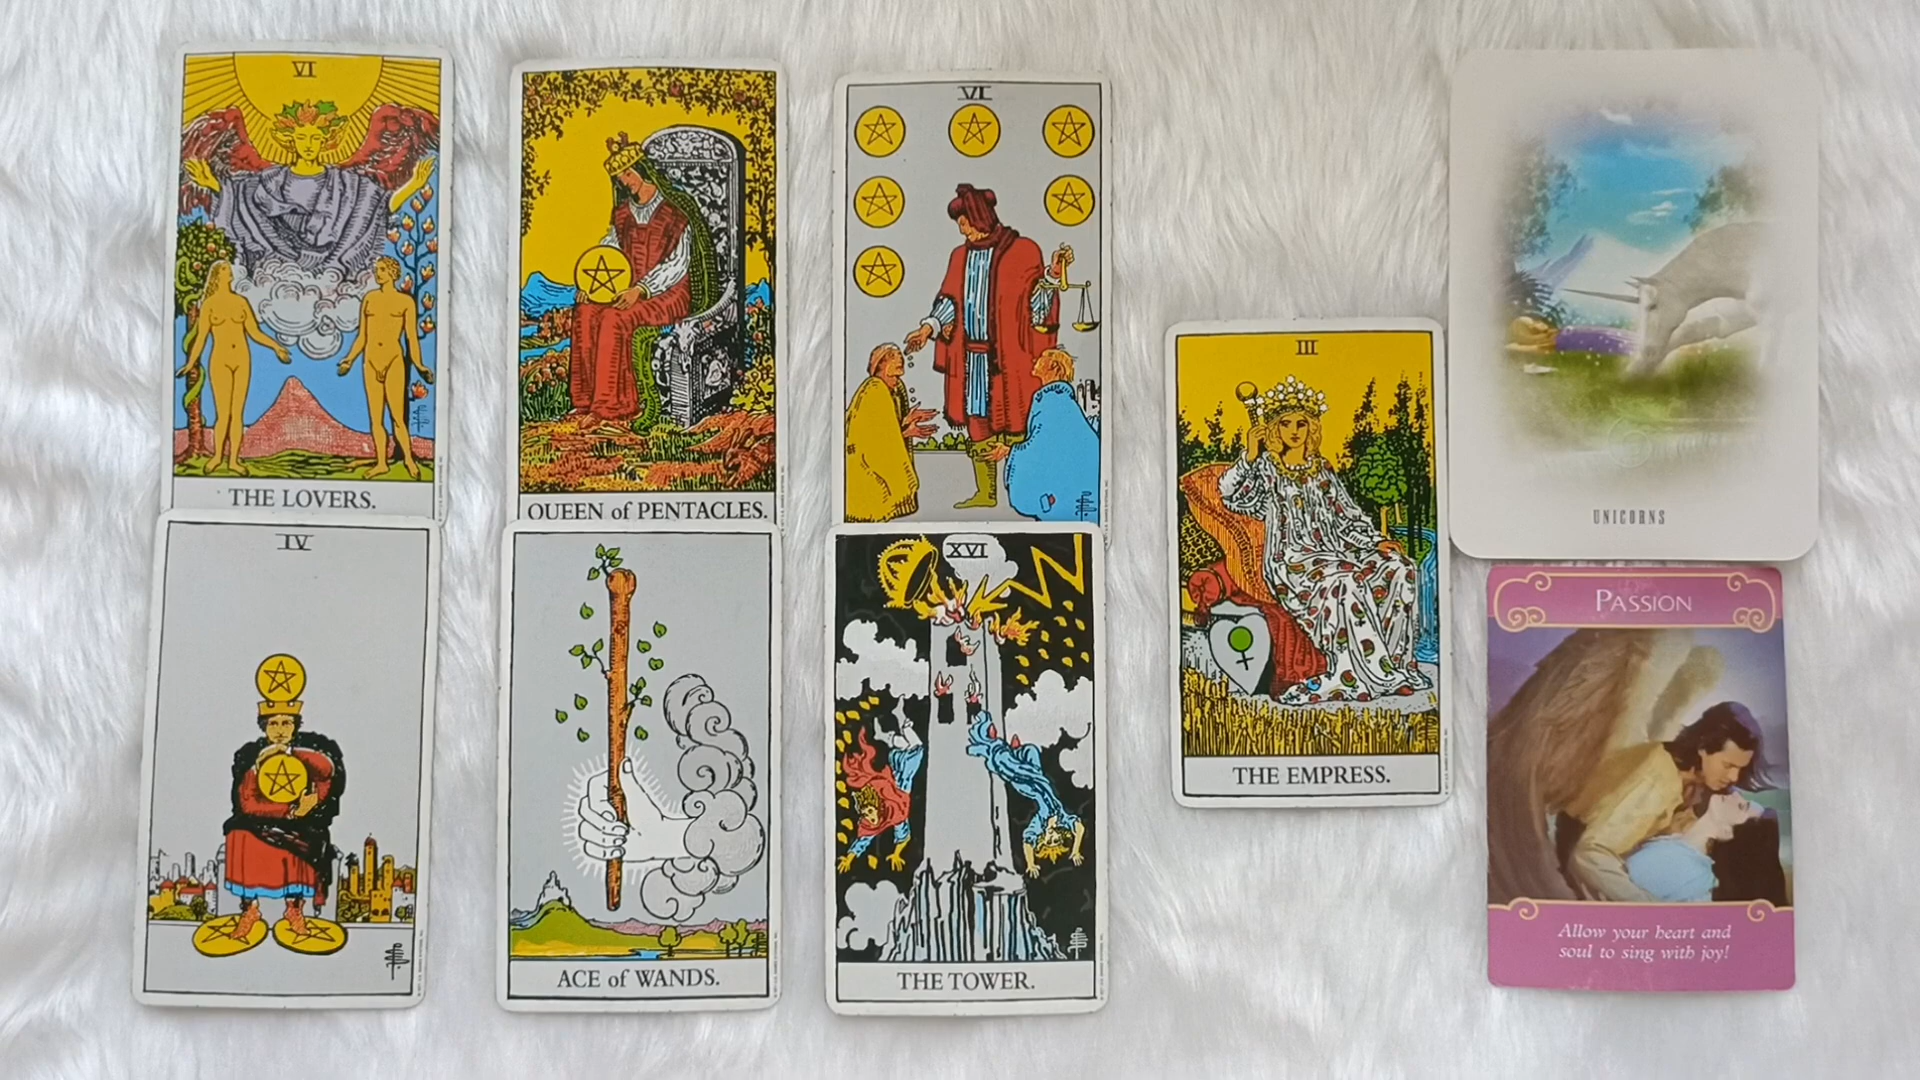 VI
THE LOVERS.
QUEEN of PENTACLES.
VI
III
THE EMPRESS.
UNICORNS
IV
ACE of WANDS.
XVI
THE TOWER.
PASSION
Allow your heart and
soul to sing with joy!